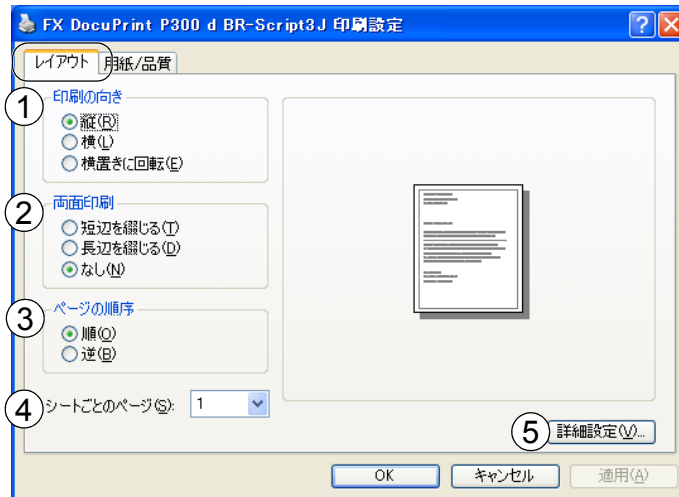 FX DocuPrint P300 d BR-Script3J 印刷設定
レイアウト 用紙/品質
① 印刷の向き
縦(R)
横(L)
横置きに回転(E)
② 両面印刷
短辺を綴じる(T)
長辺を綴じる(D)
なし(N)
③ ページの順序
順(O)
逆(B)
④ シートごとのページ(S): 1
⑤ 詳細設定(V)...
OK キャンセル 適用(A)